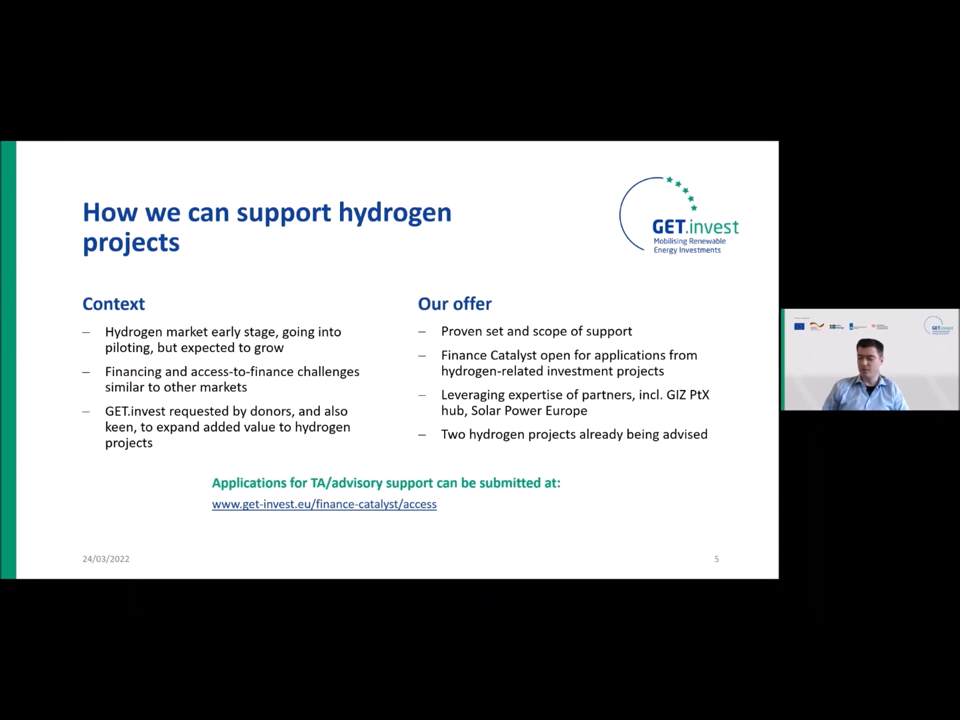 How we can support hydrogen
projects
GET.invest
Mobilising Renewable
Energy Investments
Context
– Hydrogen market early stage, going into
piloting, but expected to grow
– Financing and access-to-finance challenges
similar to other markets
– GET.invest requested by donors, and also
keen, to expand added value to hydrogen
projects
Our offer
– Proven set and scope of support
– Finance Catalyst open for applications from
hydrogen-related investment projects
– Leveraging expertise of partners, incl. GIZ PtX
hub, Solar Power Europe
– Two hydrogen projects already being advised
Applications for TA/advisory support can be submitted at:
www.get-invest.eu/finance-catalyst/access
24/03/2022
5
GET.invest